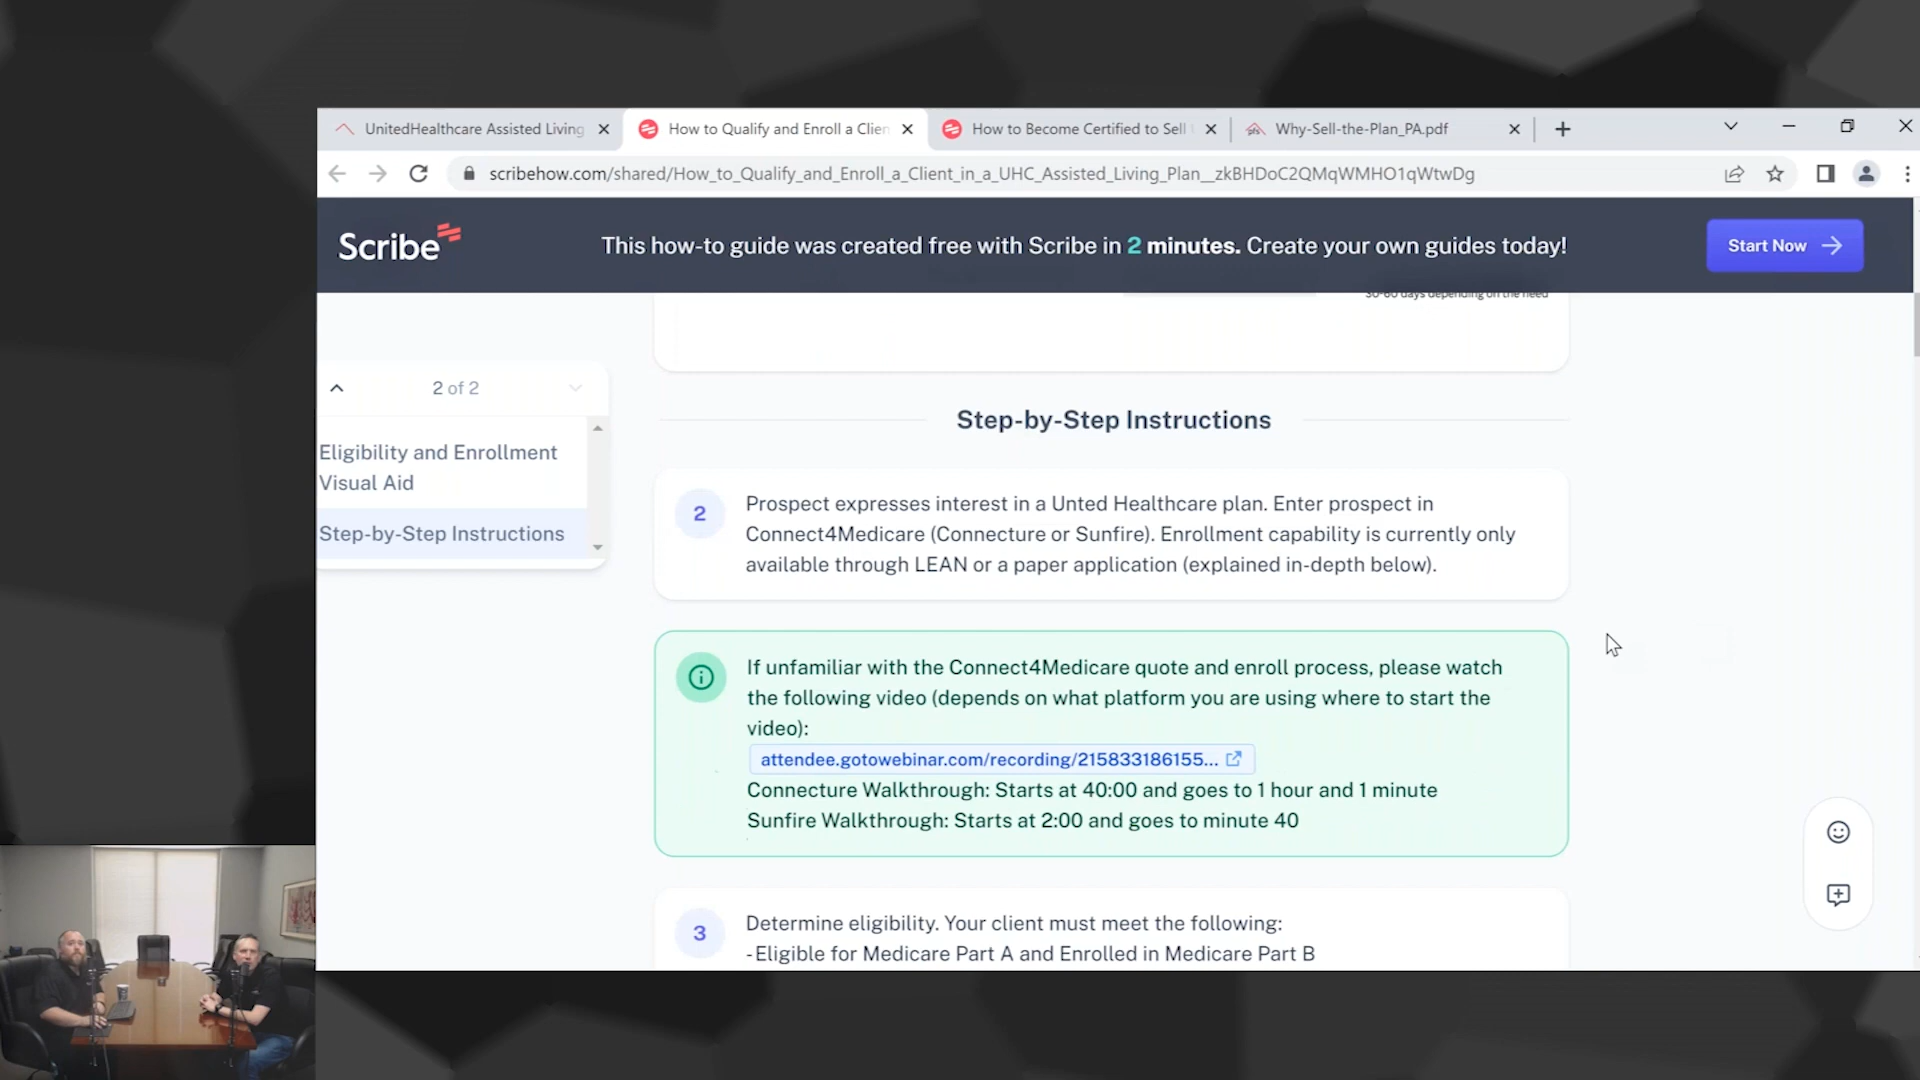 UnitedHealthcare Assisted Living
How to Qualify and Enroll a Clien
How to Become Certified to Sell
Why-Sell-the-Plan_PA.pdf
scribehow.com/shared/How_to_Qualify_and_Enroll_a_Client_in_a_UHC_Assisted_Living_Plan__zkBHDoC2QMqWMHO1qWtwDg
Scribe
This how-to guide was created free with Scribe in 2 minutes. Create your own guides today!
Start Now
30-60 days depending on the need
2 of 2
Eligibility and Enrollment
Visual Aid
Step-by-Step Instructions
Step-by-Step Instructions
2
Prospect expresses interest in a Unted Healthcare plan. Enter prospect in
Connect4Medicare (Connecture or Sunfire). Enrollment capability is currently only
available through LEAN or a paper application (explained in-depth below).
If unfamiliar with the Connect4Medicare quote and enroll process, please watch
the following video (depends on what platform you are using where to start the
video):
attendee.gotowebinar.com/recording/215833186155...
Connecture Walkthrough: Starts at 40:00 and goes to 1 hour and 1 minute
Sunfire Walkthrough: Starts at 2:00 and goes to minute 40
3
Determine eligibility. Your client must meet the following:
-Eligible for Medicare Part A and Enrolled in Medicare Part B